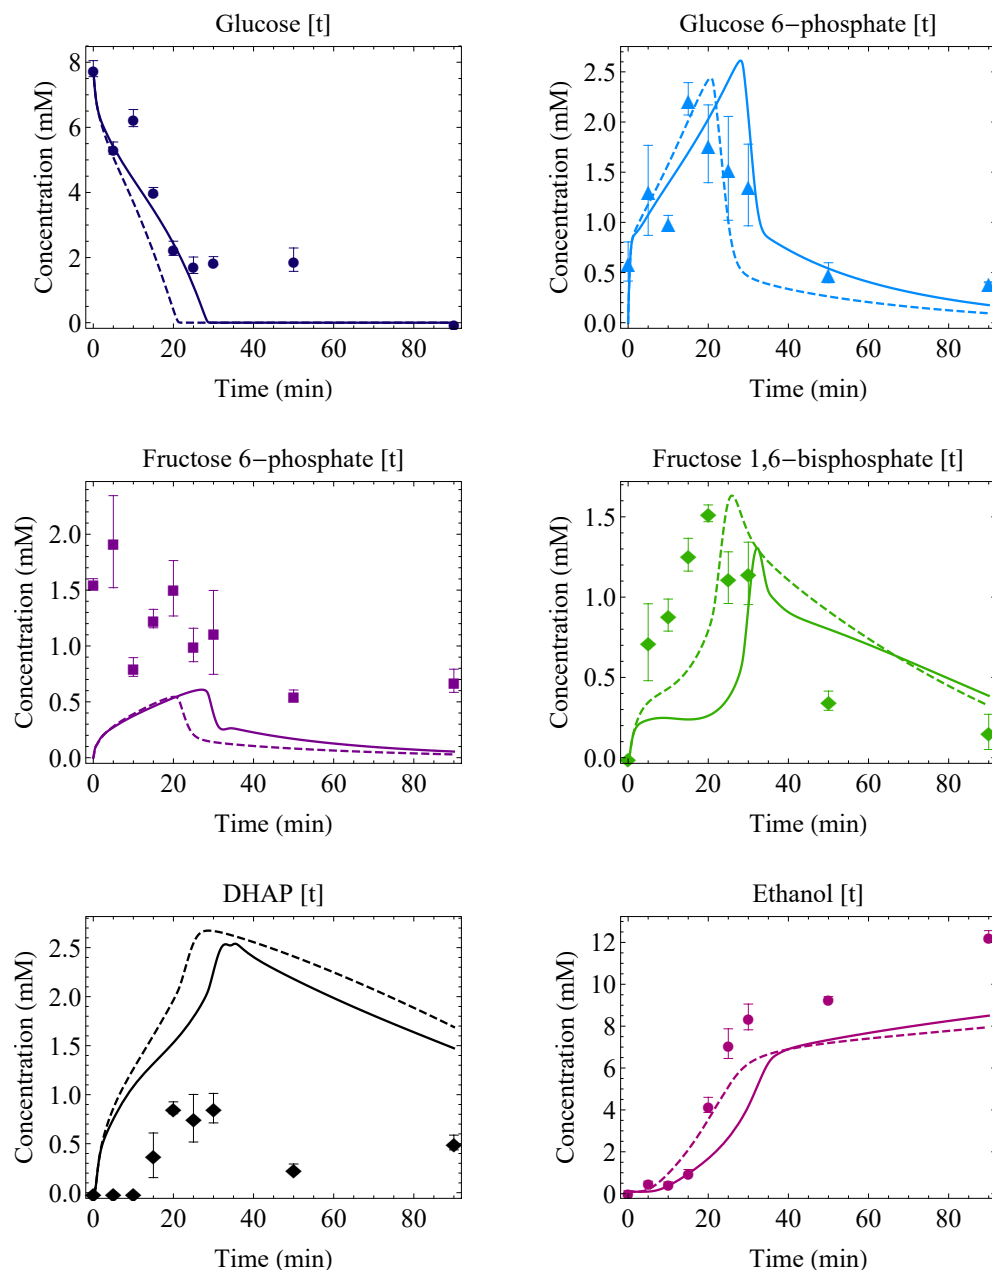 Glucose [t]
Concentration (mM)
8
6
4
2
0
0 20 40 60 80
Time (min)
Glucose 6−phosphate [t]
Concentration (mM)
2.5
2.0
1.5
1.0
0.5
0.0
0 20 40 60 80
Time (min)
Fructose 6−phosphate [t]
Concentration (mM)
2.0
1.5
1.0
0.5
0.0
0 20 40 60 80
Time (min)
Fructose 1,6−bisphosphate [t]
Concentration (mM)
1.5
1.0
0.5
0.0
0 20 40 60 80
Time (min)
DHAP [t]
Concentration (mM)
2.5
2.0
1.5
1.0
0.5
0.0
0 20 40 60 80
Time (min)
Ethanol [t]
Concentration (mM)
12
10
8
6
4
2
0
0 20 40 60 80
Time (min)